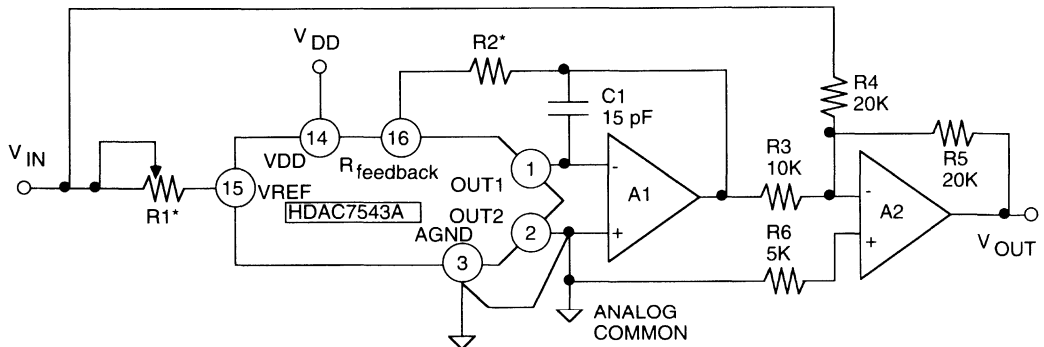 V DD
R2*
R4
20K
C1
15 pF
14
16
V IN
VDD
R feedback
R3
10K
R5
20K
1
-
-
15
VREF
OUT1
A1
A2
R1*
HDAC7543A
OUT2
2
+
R6
5K
+
AGND
V OUT
3
ANALOG
COMMON